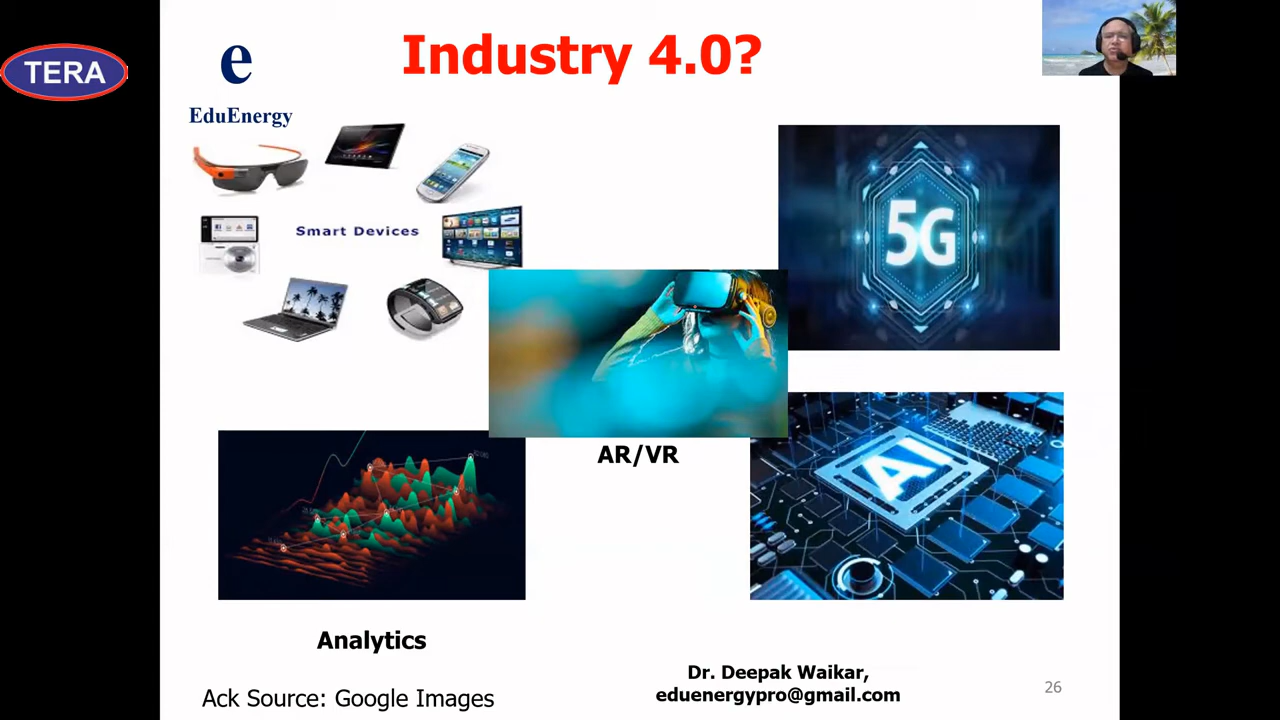 Industry 4.0?
TERA
e
EduEnergy
Smart Devices
5G
AR/VR
AI
Analytics
Dr. Deepak Waikar,
eduenergypro@gmail.com
Ack Source: Google Images
26